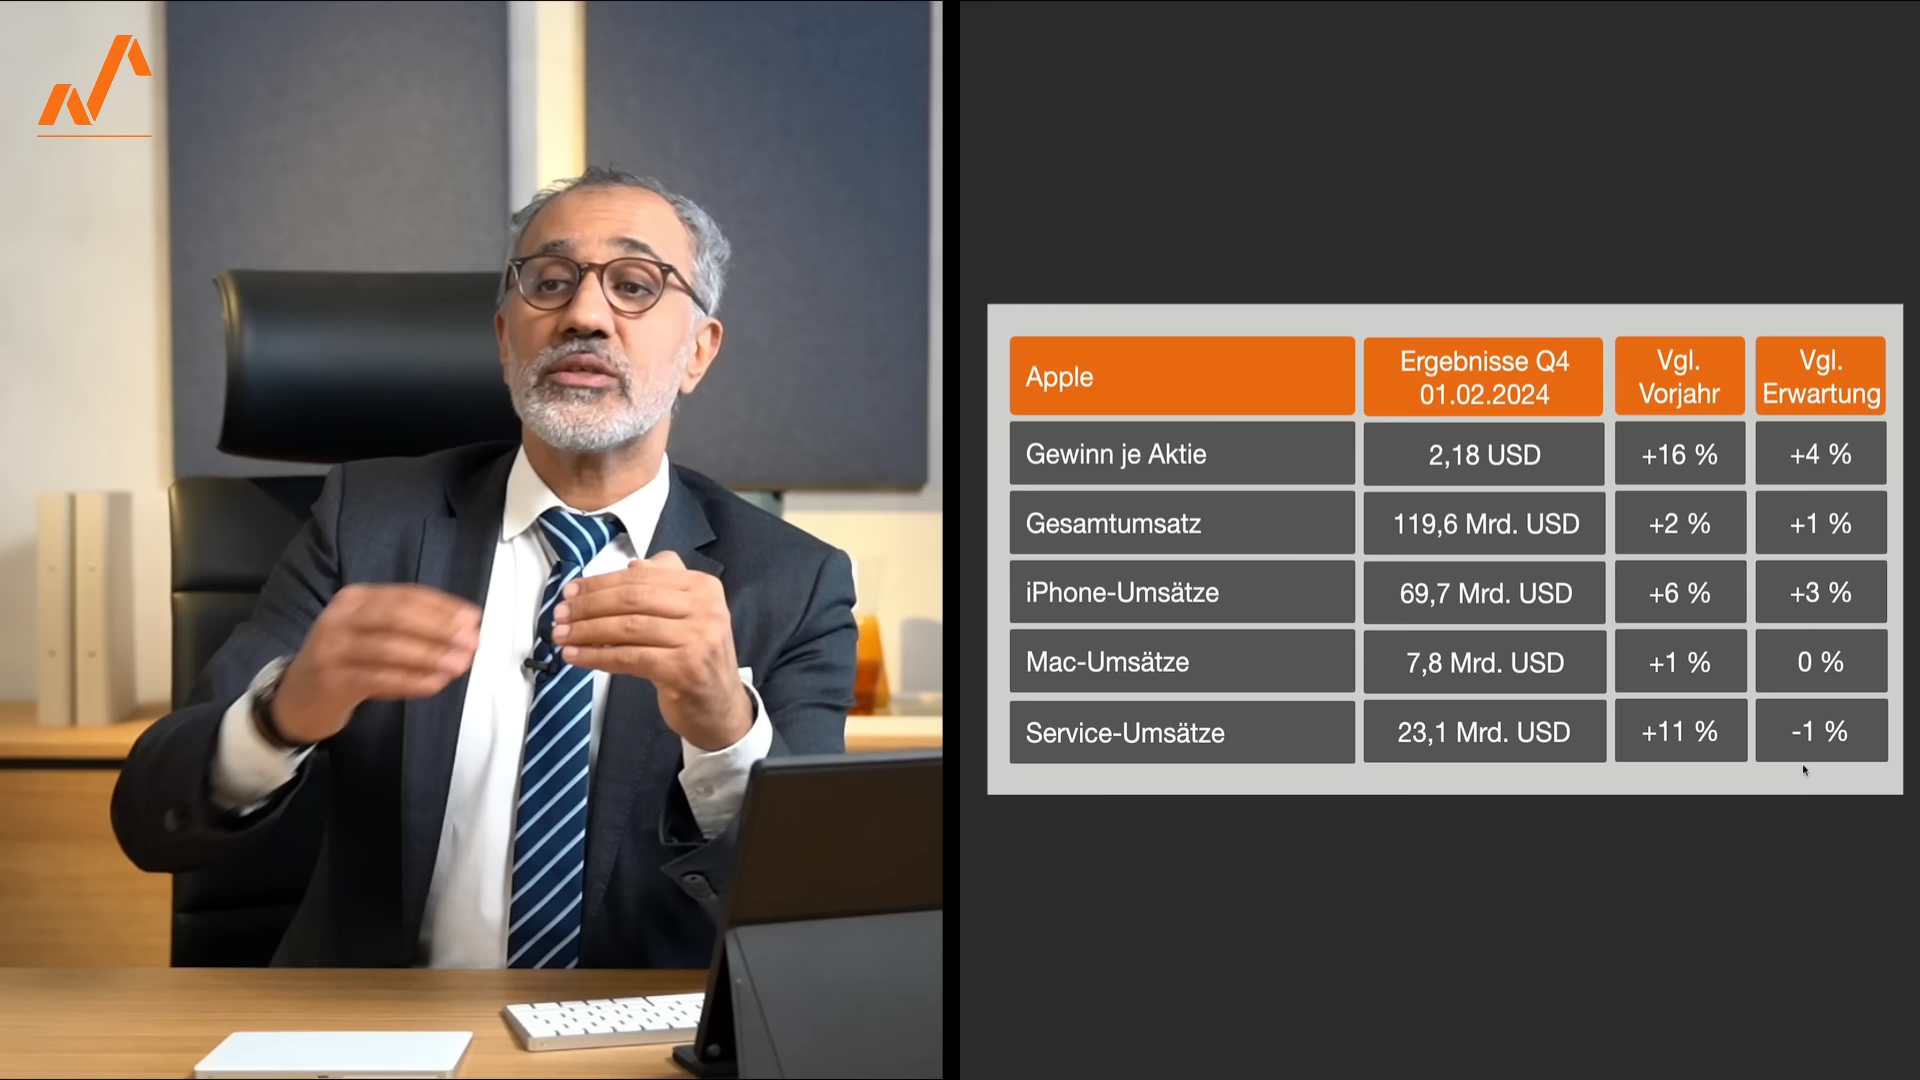 Apple
Ergebnisse Q4
01.02.2024
Vgl.
Vorjahr
Vgl.
Erwartung
Gewinn je Aktie
2,18 USD
+16 %
+4 %
Gesamtumsatz
119,6 Mrd. USD
+2 %
+1 %
iPhone-Umsätze
69,7 Mrd. USD
+6 %
+3 %
Mac-Umsätze
7,8 Mrd. USD
+1 %
0 %
Service-Umsätze
23,1 Mrd. USD
+11 %
-1 %